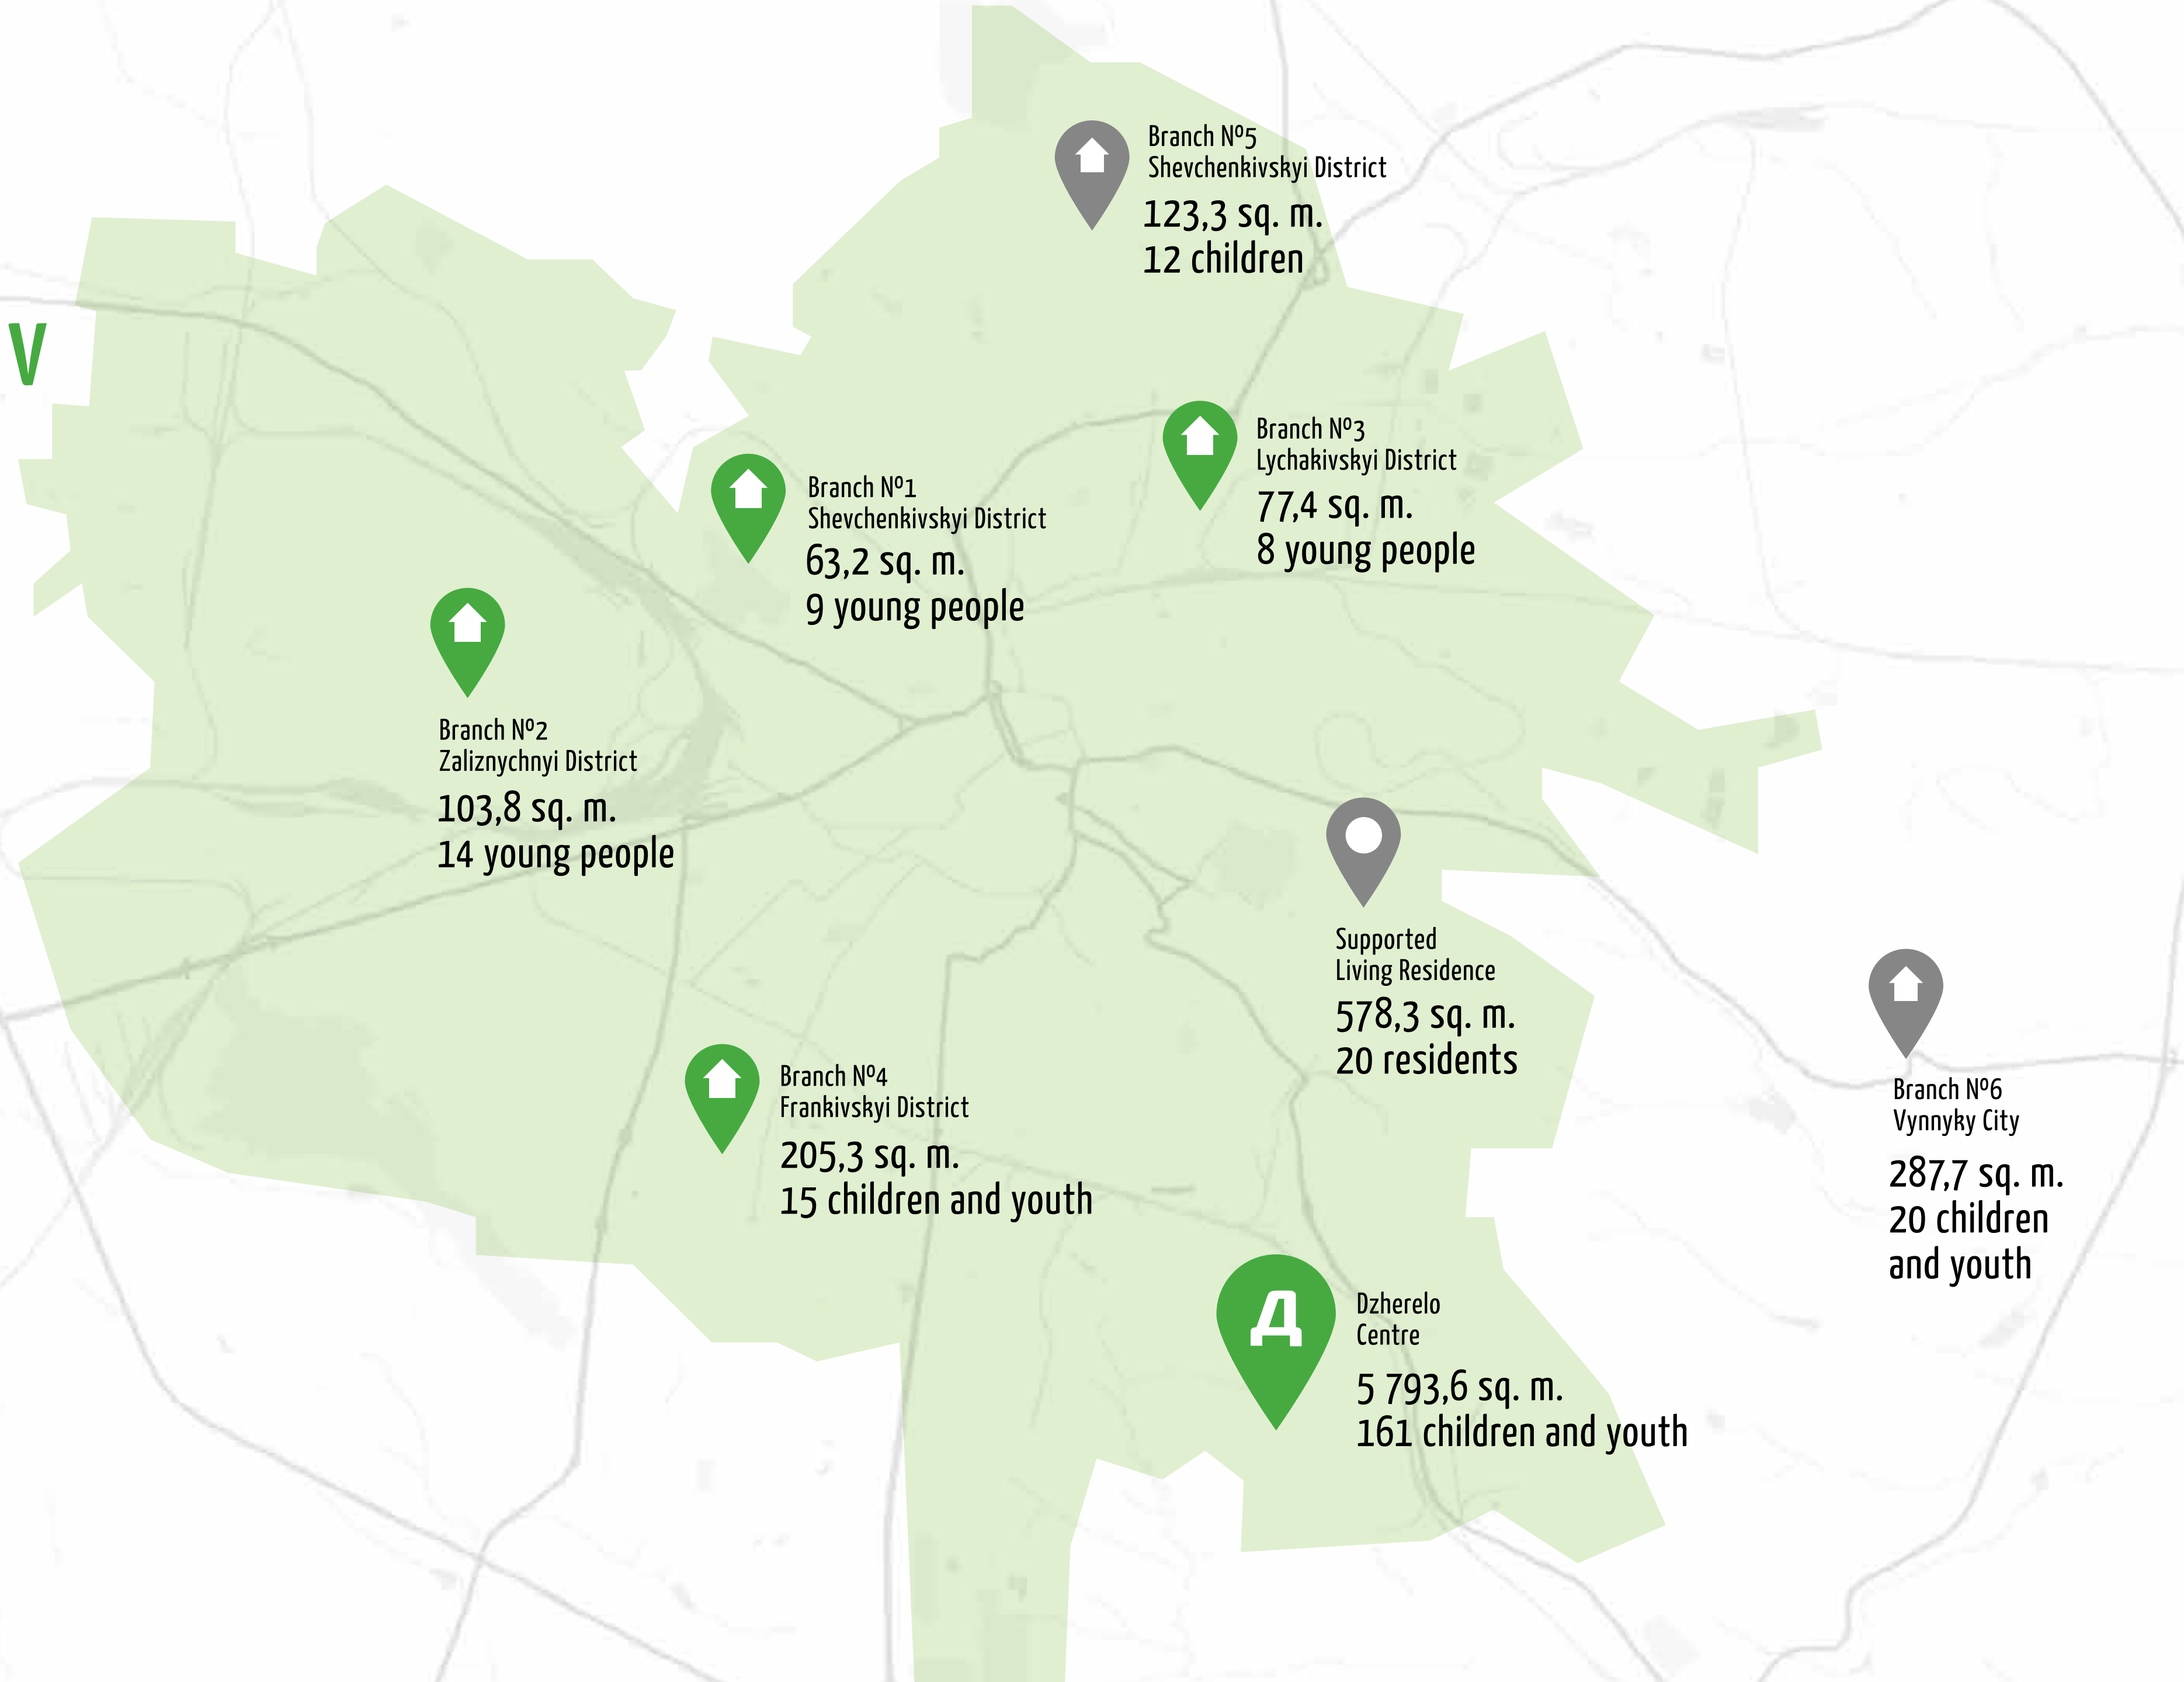 Branch Nº5
Shevchenkivskyi District
123,3 sq. m.
12 children
V
Branch Nº3
Lychakivskyi District
77,4 sq. m.
8 young people
Branch Nº1
Shevchenkivskyi District
63,2 sq. m.
9 young people
Branch Nº2
Zaliznychnyi District
103,8 sq. m.
14 young people
Supported
Living Residence
578,3 sq. m.
20 residents
Branch Nº4
Frankivskyi District
205,3 sq. m.
15 children and youth
Branch Nº6
Vynnyky City
287,7 sq. m.
20 children
and youth
Д
Dzherelo
Centre
5 793,6 sq. m.
161 children and youth